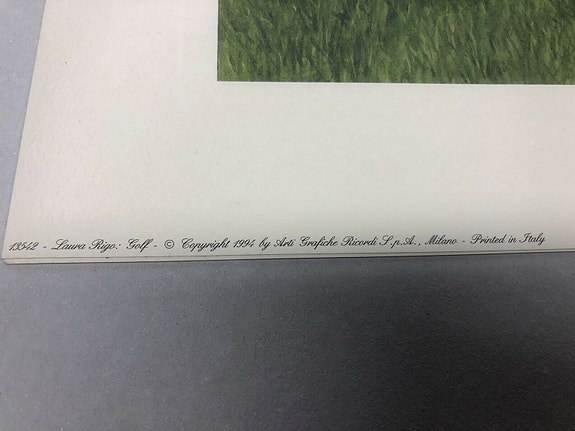 13542 - Laura Rigo: Golf - © Copyright 1994 by Arti Grafiche Ricordi S.p.A., Milano - Printed in Italy